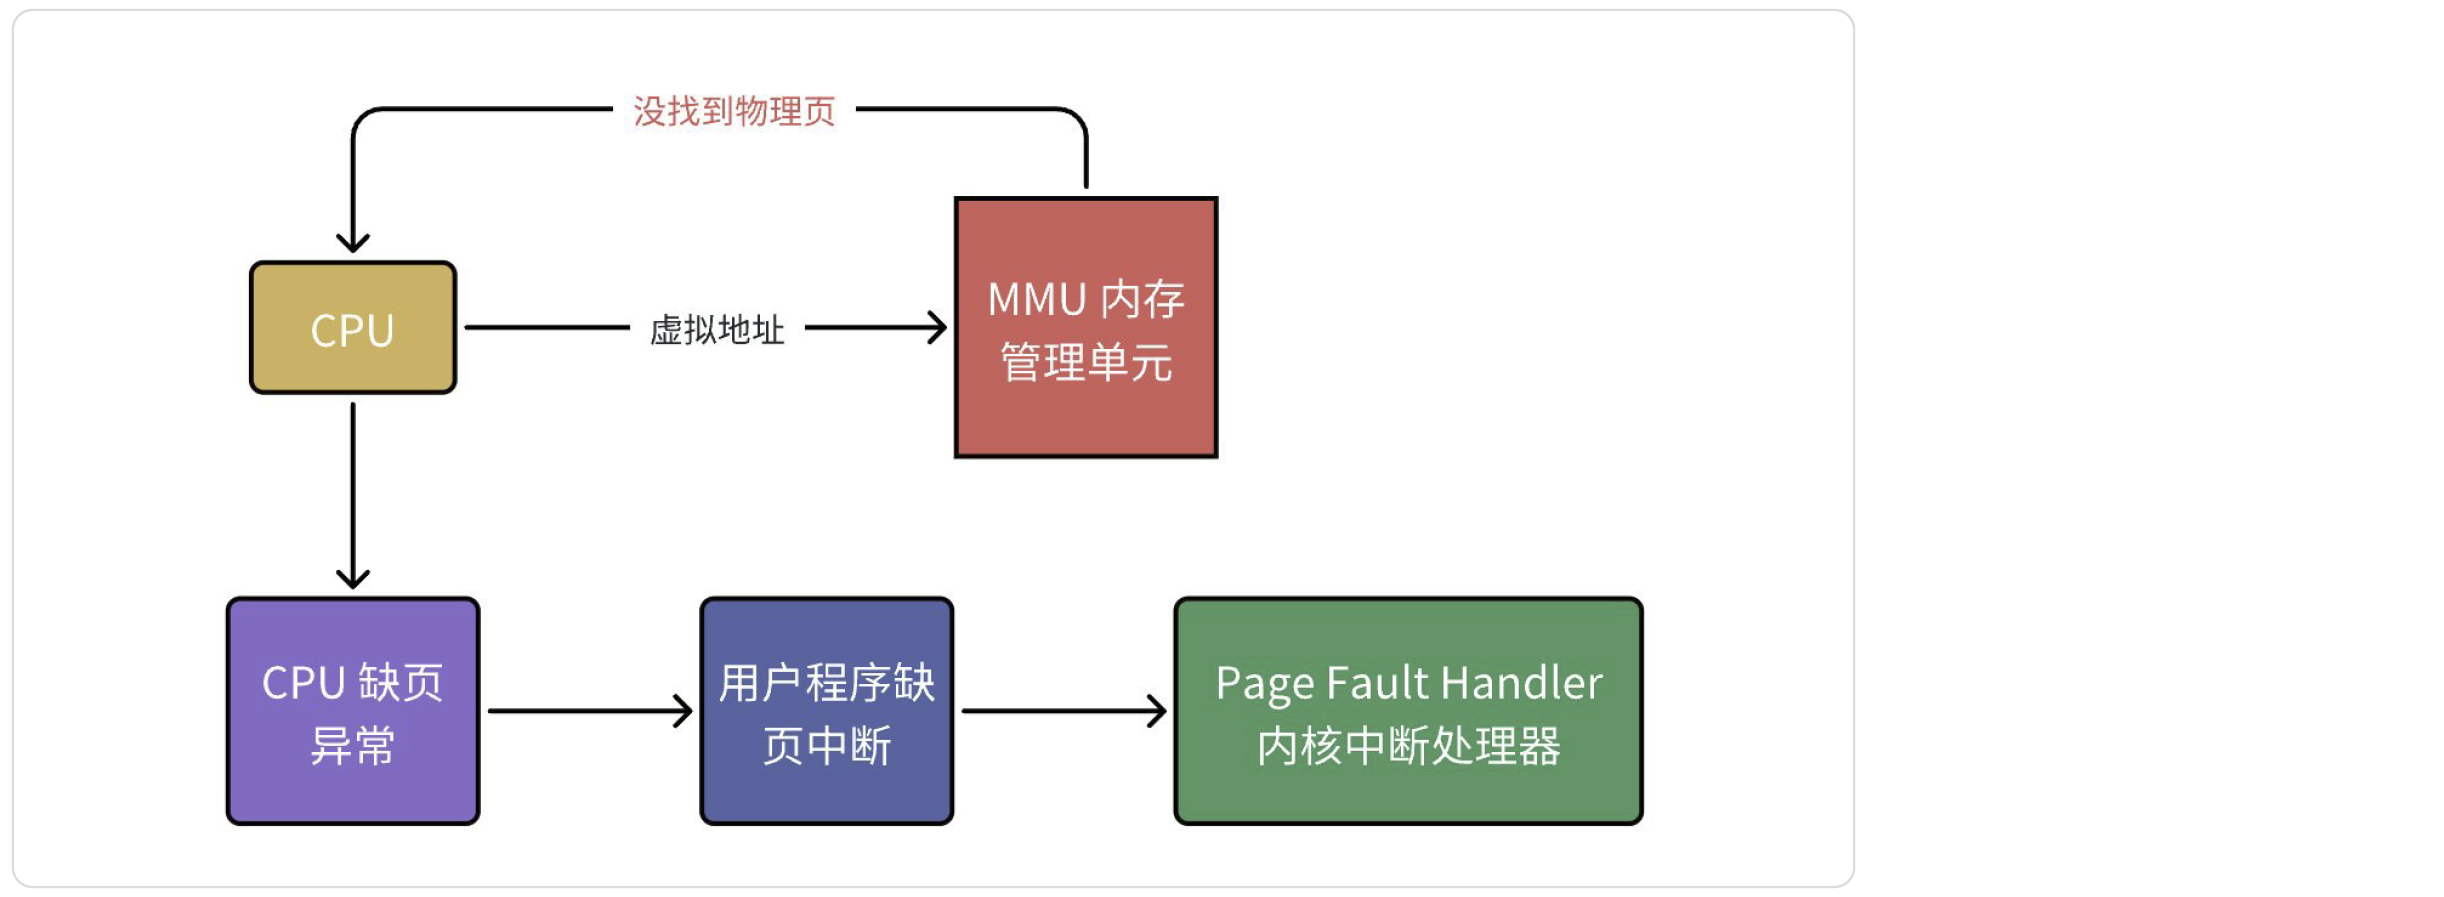 没找到物理页
CPU
虚拟地址
MMU 内存
管理单元
CPU 缺页
异常
用户程序缺
页中断
Page Fault Handler
内核中断处理器